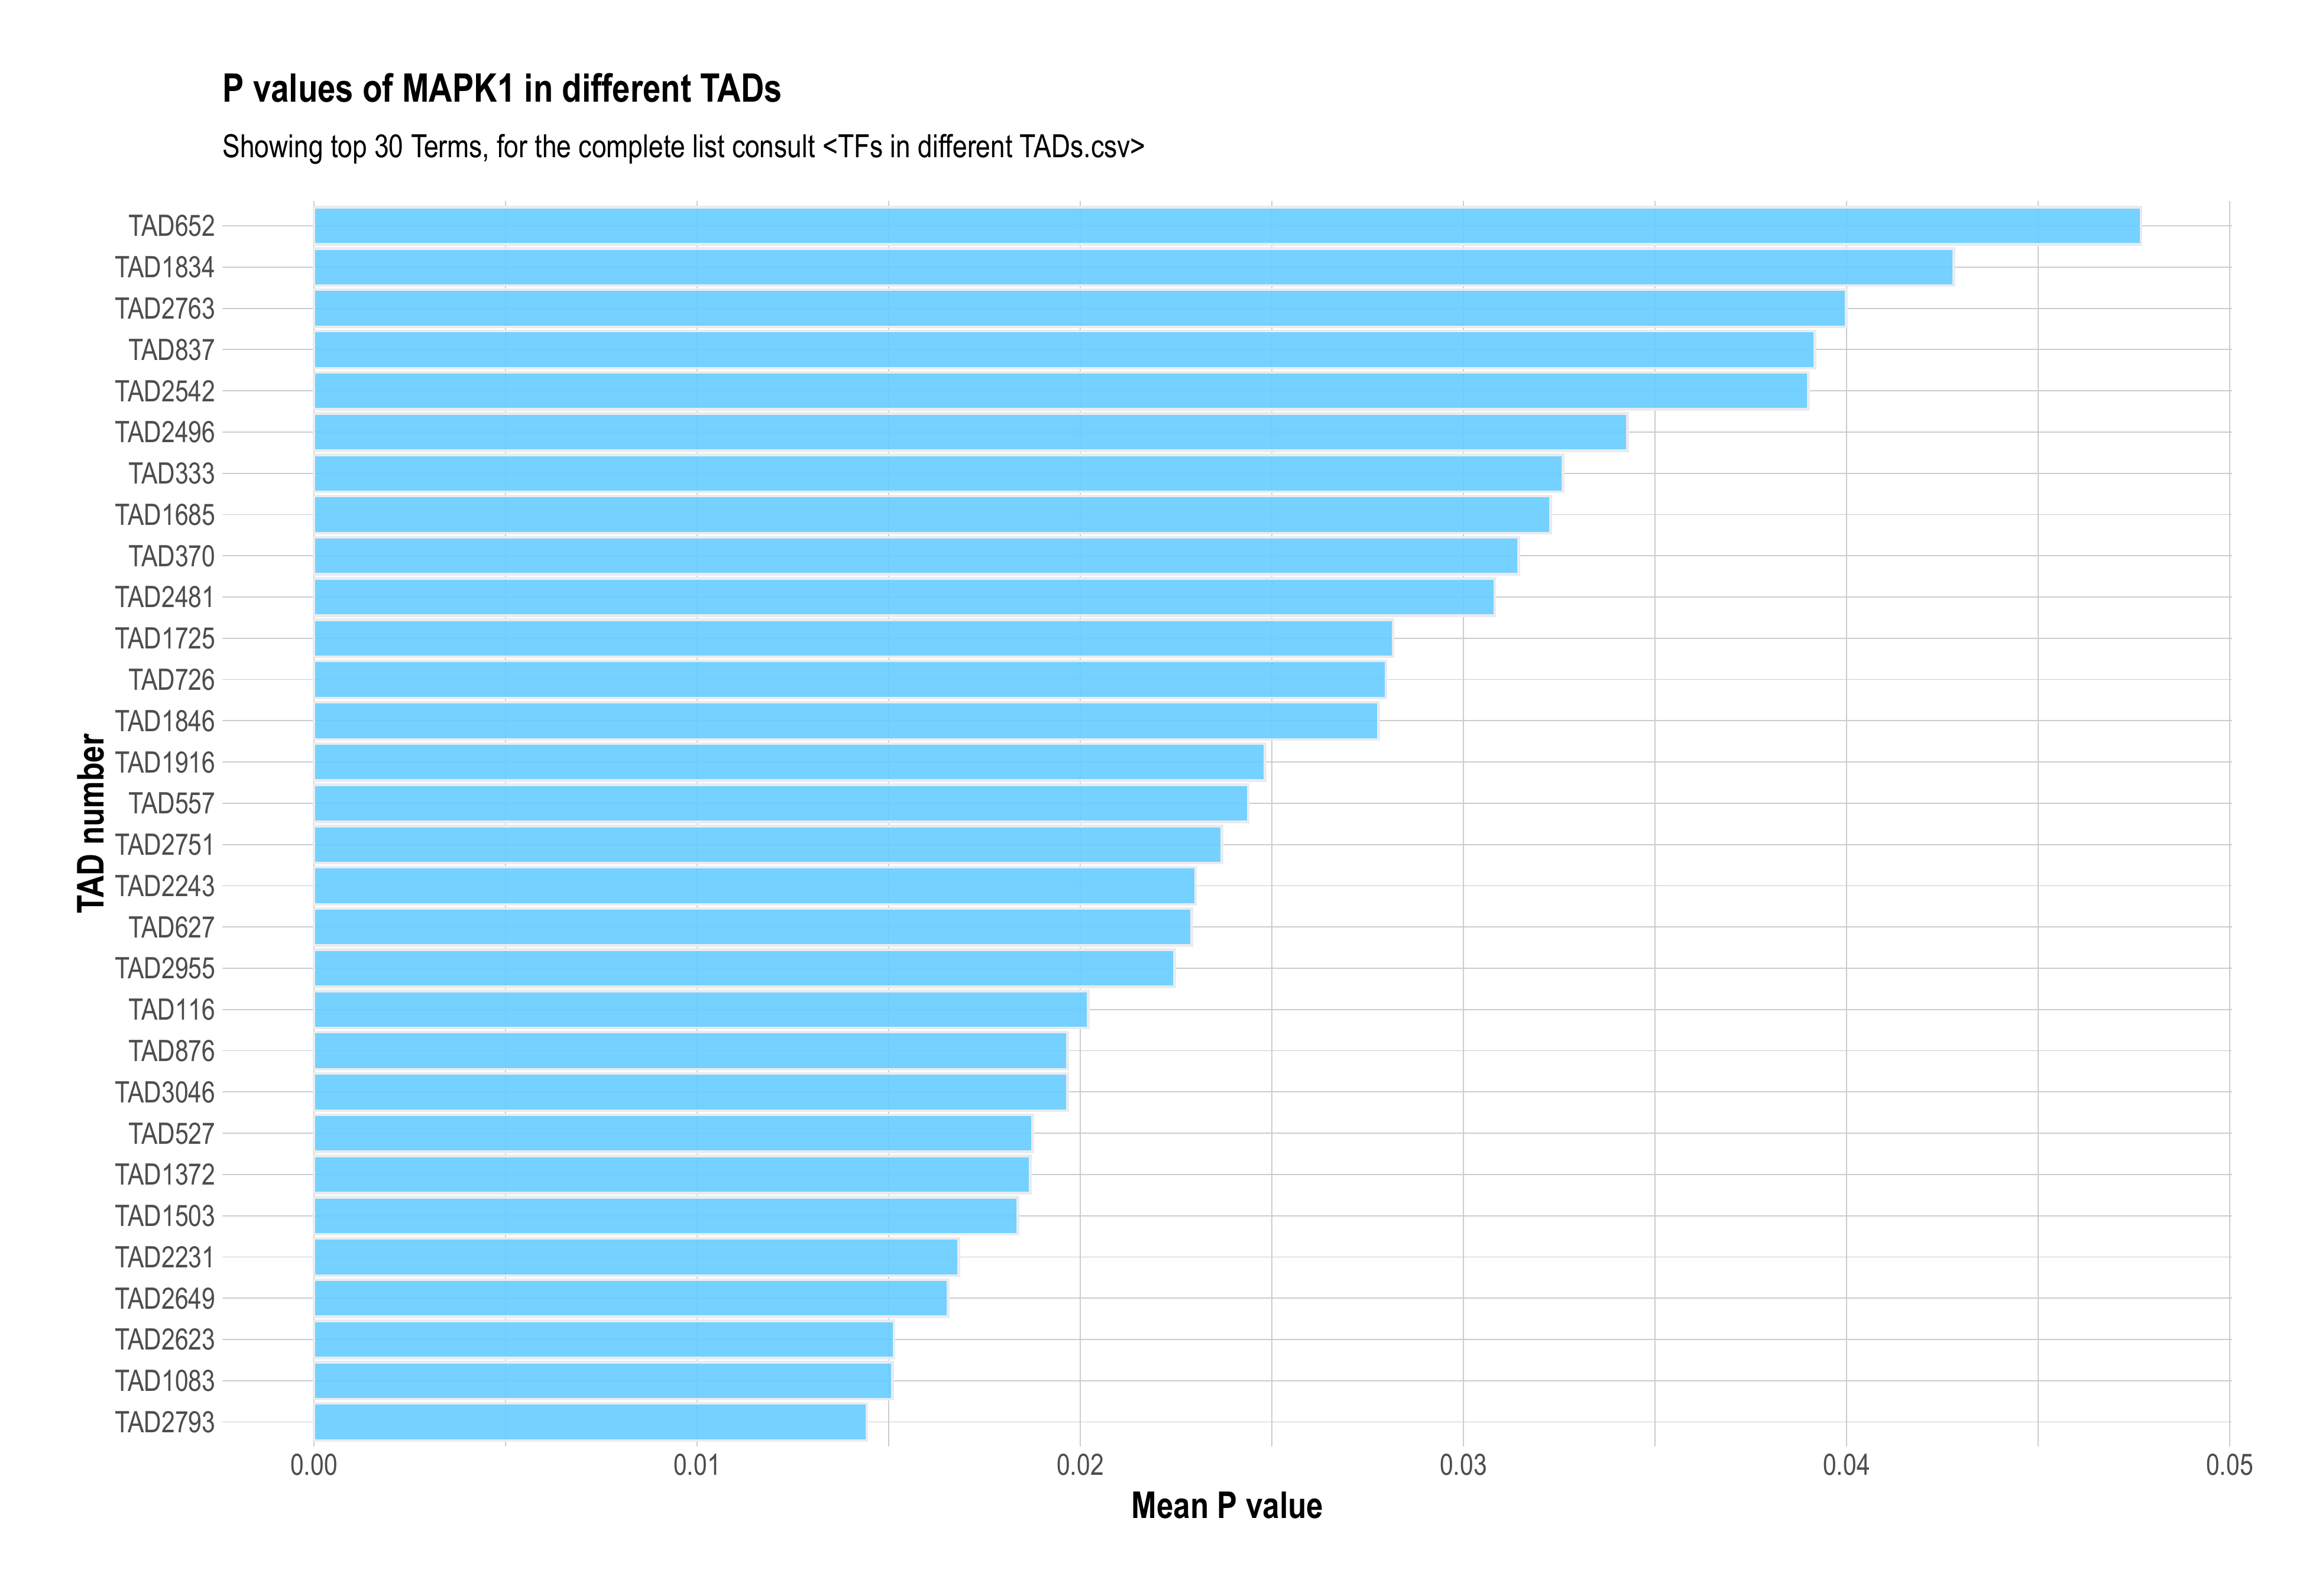 P values of MAPK1 in different TADs
Showing top 30 Terms, for the complete list consult <TFs in different TADs.csv>
TAD number
TAD652
TAD1834
TAD2763
TAD837
TAD2542
TAD2496
TAD333
TAD1685
TAD370
TAD2481
TAD1725
TAD726
TAD1846
TAD1916
TAD557
TAD2751
TAD2243
TAD627
TAD2955
TAD116
TAD876
TAD3046
TAD527
TAD1372
TAD1503
TAD2231
TAD2649
TAD2623
TAD1083
TAD2793
0.00 0.01 0.02 0.03 0.04 0.05
Mean P value